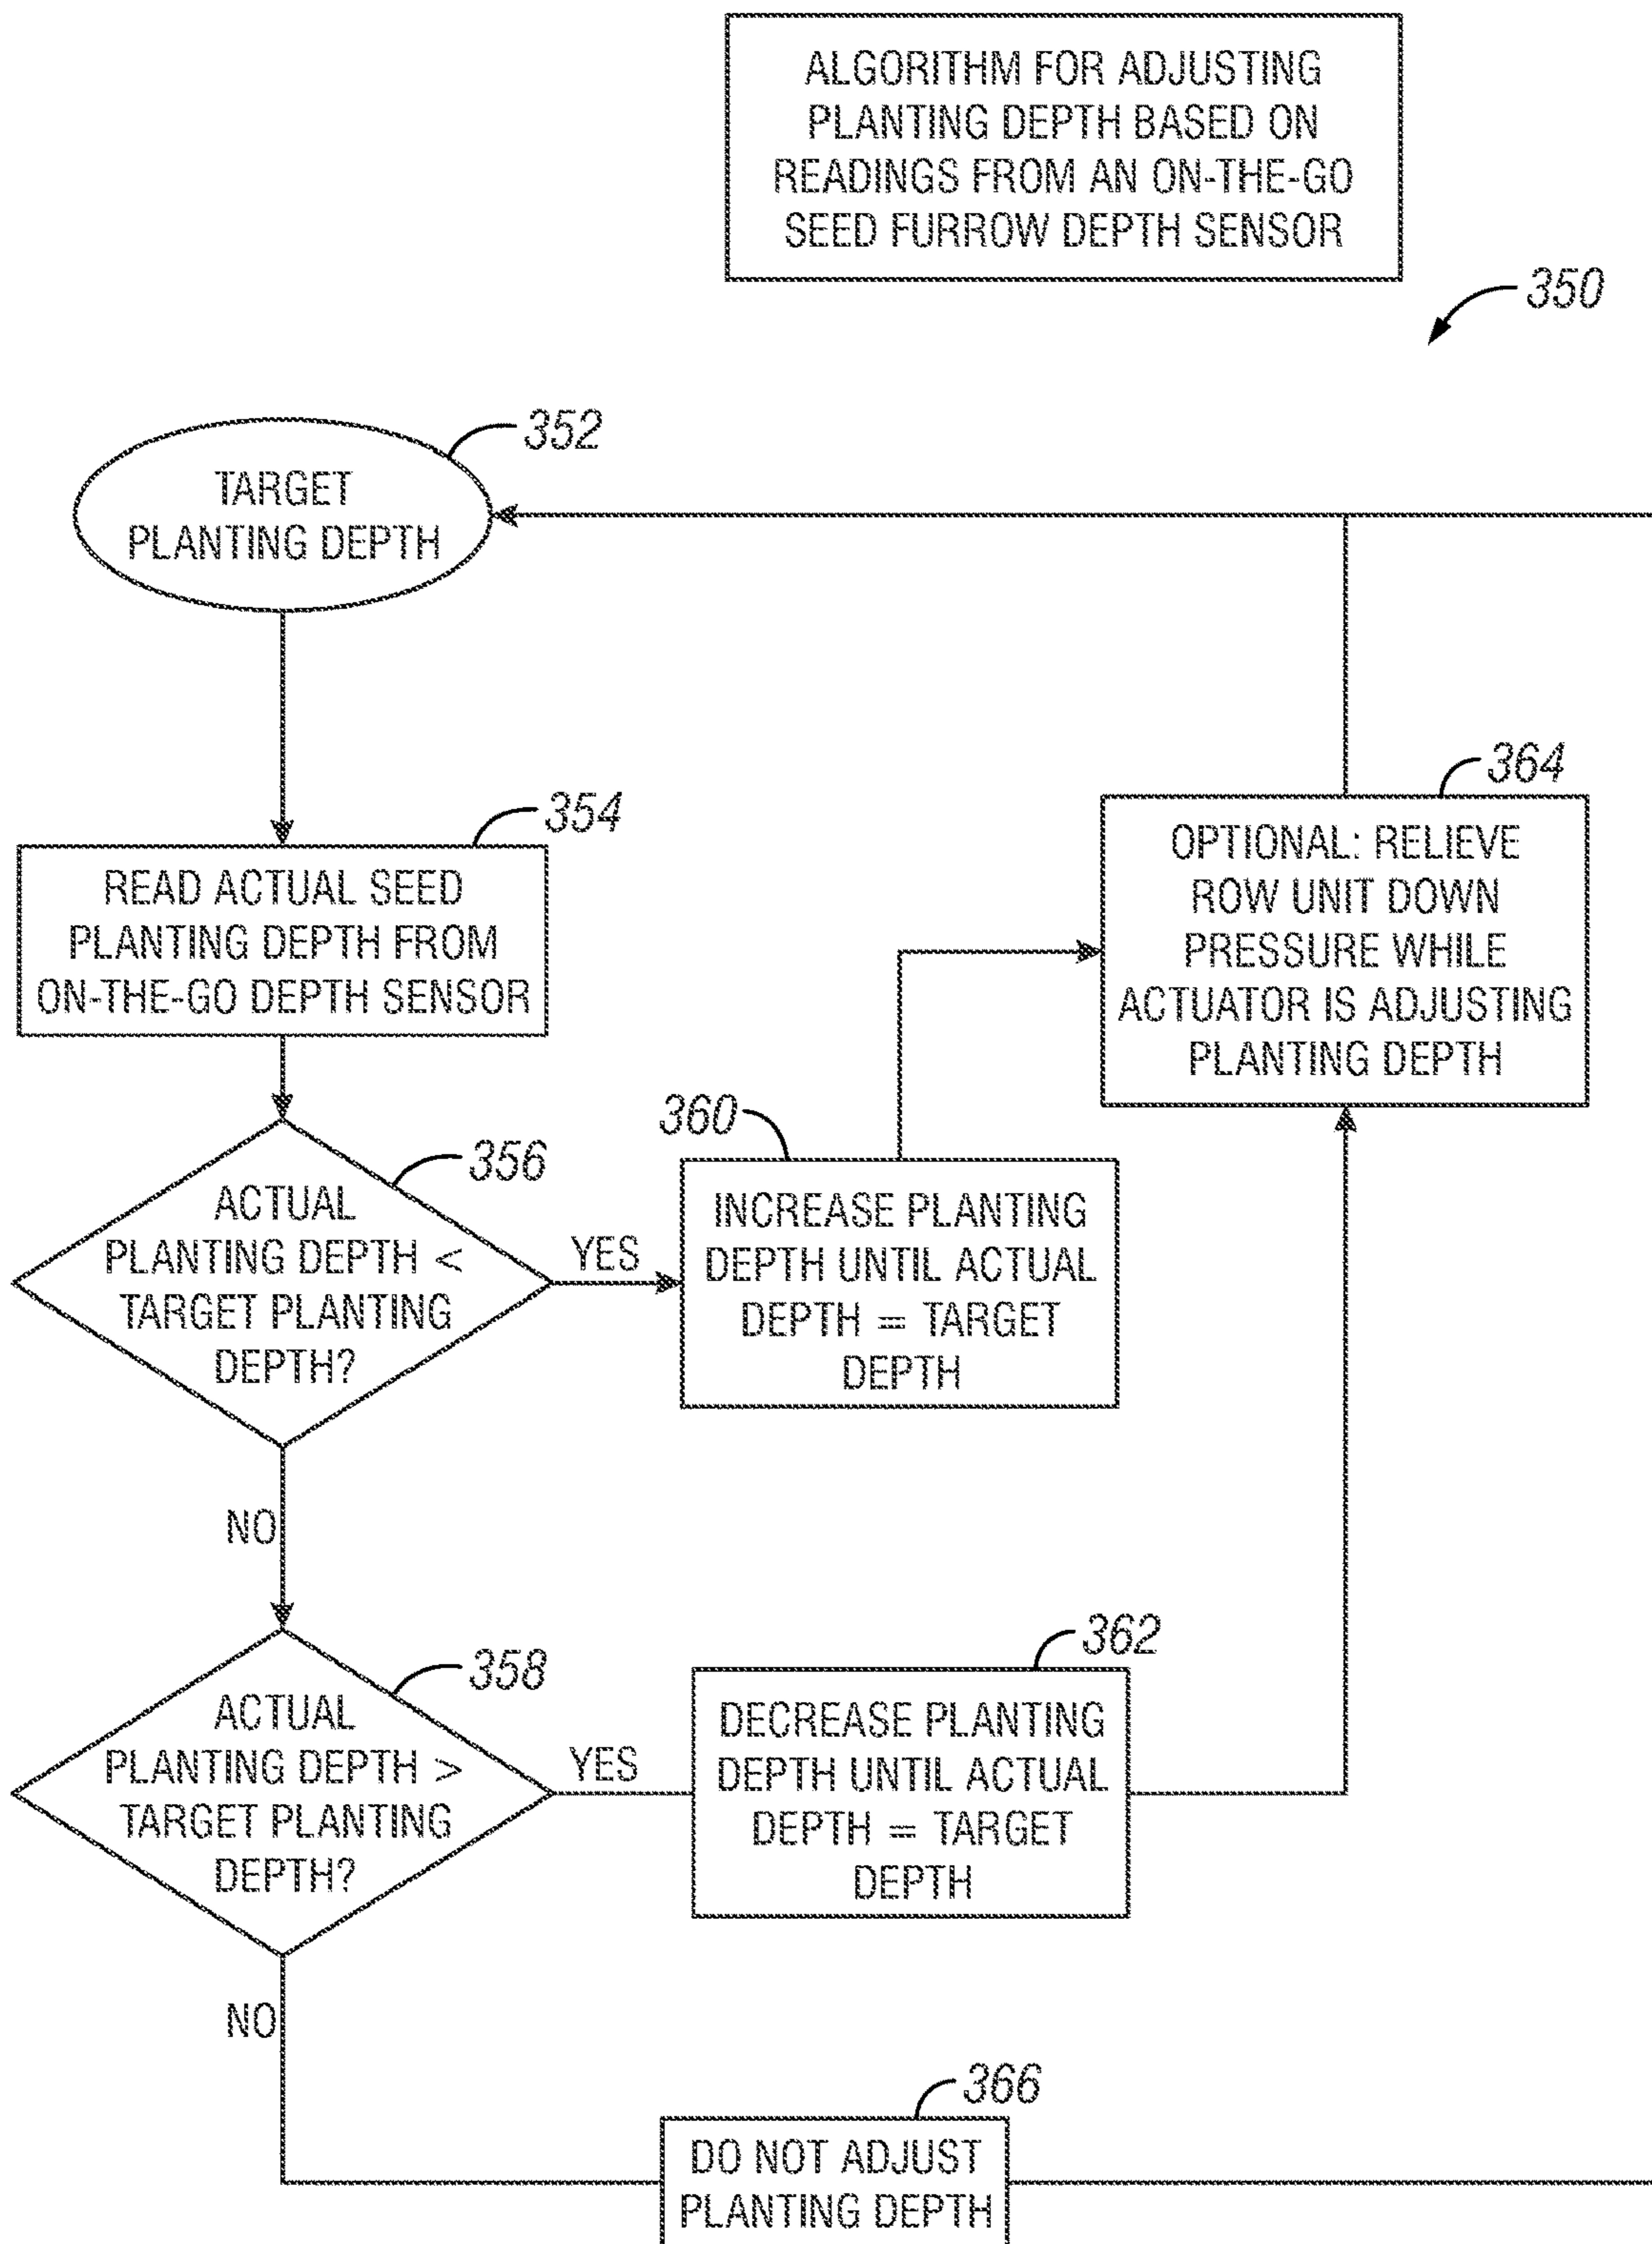 ALGORITHM FOR ADJUSTING
PLANTING DEPTH BASED ON
READINGS FROM AN ON-THE-GO
SEED FURROW DEPTH SENSOR
350
352
TARGET
PLANTING DEPTH
354
READ ACTUAL SEED
PLANTING DEPTH FROM
ON-THE-GO DEPTH SENSOR
364
OPTIONAL: RELIEVE
ROW UNIT DOWN
PRESSURE WHILE
ACTUATOR IS ADJUSTING
PLANTING DEPTH
356
ACTUAL
PLANTING DEPTH <
TARGET PLANTING
DEPTH?
YES
360
INCREASE PLANTING
DEPTH UNTIL ACTUAL
DEPTH = TARGET
DEPTH
NO
358
ACTUAL
PLANTING DEPTH >
TARGET PLANTING
DEPTH?
YES
362
DECREASE PLANTING
DEPTH UNTIL ACTUAL
DEPTH = TARGET
DEPTH
NO
366
DO NOT ADJUST
PLANTING DEPTH